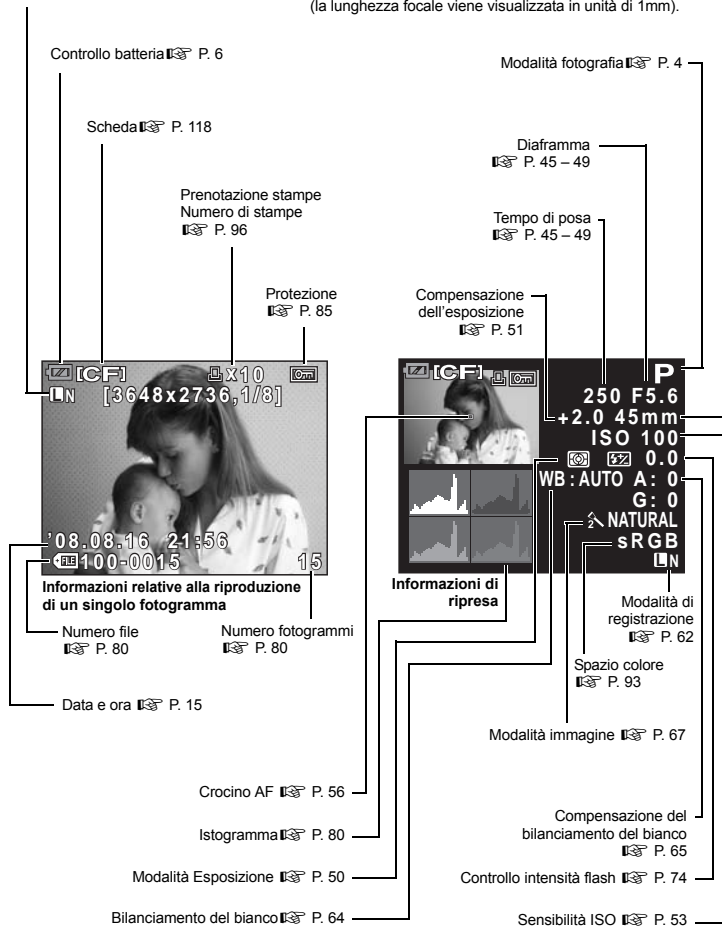 (la lunghezza focale viene visualizzata in unità di 1mm).
Controllo batteria☞ P. 6
Modalità fotografia☞ P. 4
Scheda☞ P. 118
Diaframma
☞ P. 45 – 49
Prenotazione stampe
Numero di stampe
☞ P. 96
Tempo di posa
☞ P. 45 – 49
Protezione
☞ P. 85
Compensazione
dell'esposizione
☞ P. 51
[CF] x10
L N [3648x2736,1/8]
'08.08.16 21:56
FILE 100-0015 15
[CF] P
250 F5.6
+2.0 45mm
ISO 100
0.0
WB : AUTO A: 0
G: 0
2 NATURAL
sRGB
L N
Informazioni relative alla riproduzione
di un singolo fotogramma
Informazioni di
ripresa
Numero file
☞ P. 80
Numero fotogrammi
☞ P. 80
Modalità di
registrazione
☞ P. 62
Spazio colore
☞ P. 93
Data e ora ☞ P. 15
Modalità immagine ☞ P. 67
Crocino AF ☞ P. 56
Istogramma☞ P. 80
Compensazione del
bilanciamento del bianco
☞ P. 65
Modalità Esposizione ☞ P. 50
Controllo intensità flash ☞ P. 74
Bilanciamento del bianco☞ P. 64
Sensibilità ISO ☞ P. 53